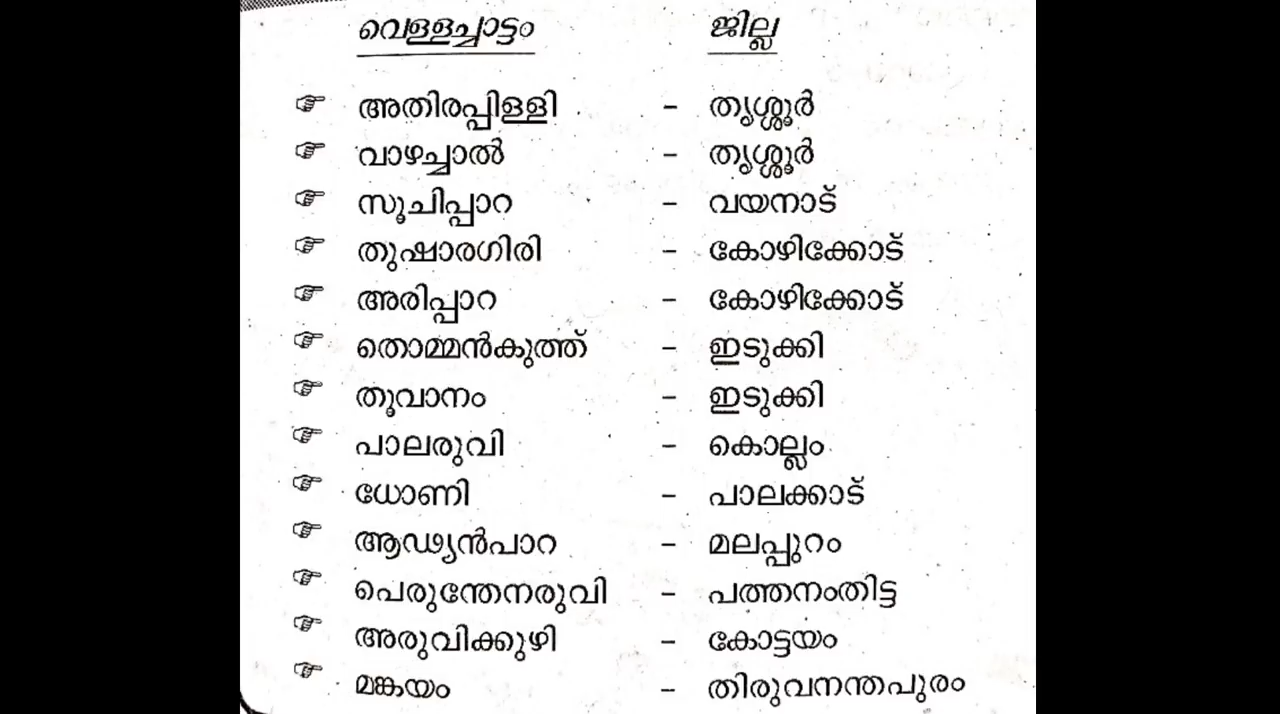 വെള്ളച്ചാട്ടം ജില്ല
അതിരപ്പിള്ളി - തൃശ്ശൂർ
വാഴച്ചാൽ - തൃശ്ശൂർ
സൂചിപ്പാറ - വയനാട്
തുഷാരഗിരി - കോഴിക്കോട്
അരിപ്പാറ - കോഴിക്കോട്
തൊമ്മൻകുത്ത് - ഇടുക്കി
തൂവാനം - ഇടുക്കി
പാലരുവി - കൊല്ലം
ധോണി - പാലക്കാട്
ആഢ്യൻപാറ - മലപ്പുറം
പെരുന്തേനരുവി - പത്തനംതിട്ട
അരുവിക്കുഴി - കോട്ടയം
മങ്കയം - തിരുവനന്തപുരം